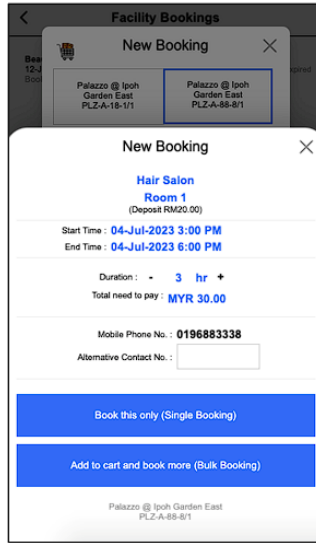 Facility Bookings
New Booking
Palazzo @ Ipoh
Garden East
PLZ-A-18-1/1
Palazzo @ Ipoh
Garden East
PLZ-A-88-8/1
New Booking
Hair Salon
Room 1
(Deposit RM20.00)
Start Time : 04-Jul-2023 3:00 PM
End Time : 04-Jul-2023 6:00 PM
Duration : - 3 hr +
Total need to pay : MYR 30.00
Mobile Phone No. : 0196883338
Alternative Contact No. :
Book this only (Single Booking)
Add to cart and book more (Bulk Booking)
Palazzo @ Ipoh Garden East
PLZ-A-88-8/1